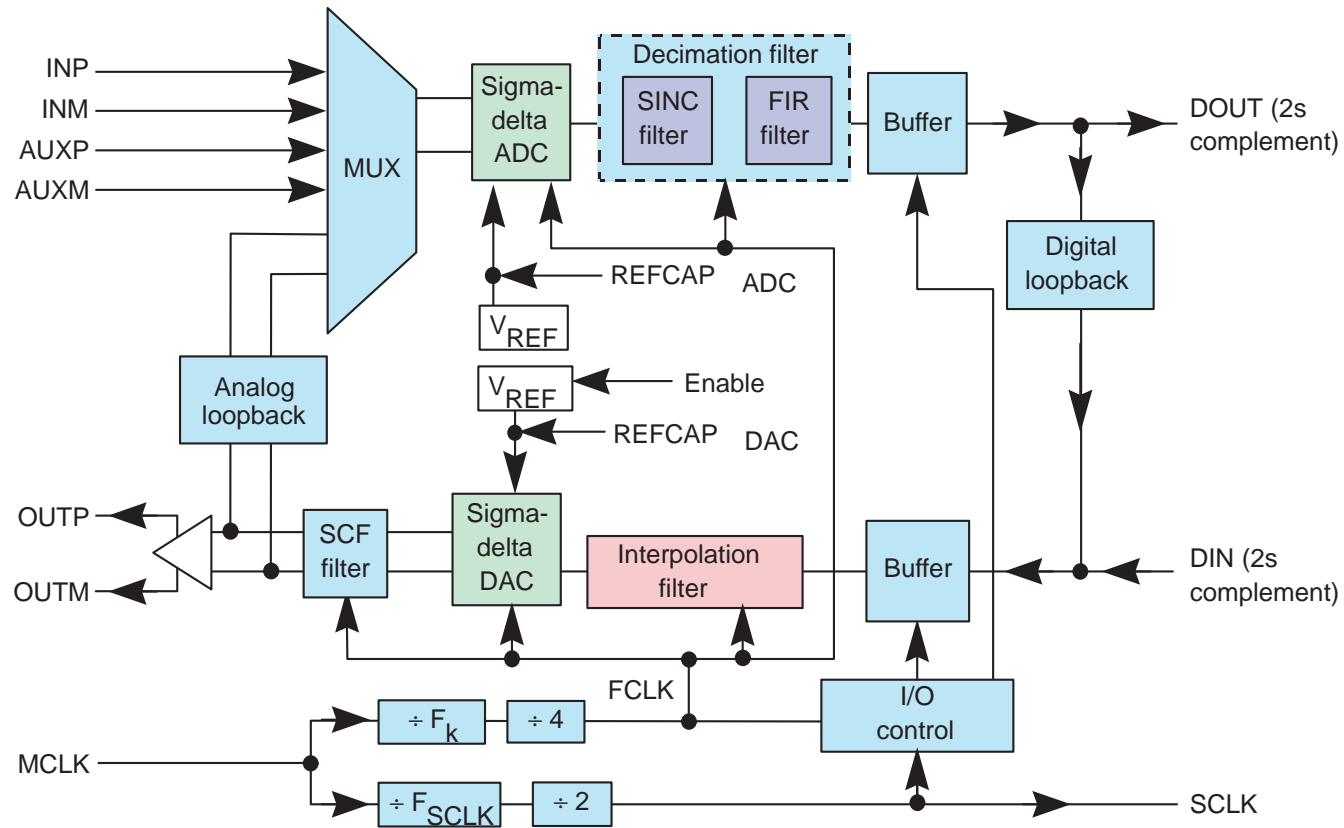 INP
INM
AUXP
AUXM
MUX
Sigma-
delta
ADC
Decimation filter
SINC
filter
FIR
filter
Buffer
DOUT (2s
complement)
Digital
loopback
REFCAP ADC
VREF
VREF
Enable
REFCAP DAC
Analog
loopback
OUTP
OUTM
SCF
filter
Sigma-
delta
DAC
Interpolation
filter
Buffer
DIN (2s
complement)
FCLK
I/O
control
MCLK
÷ Fk
÷ 4
÷ FSCLK
÷ 2
SCLK